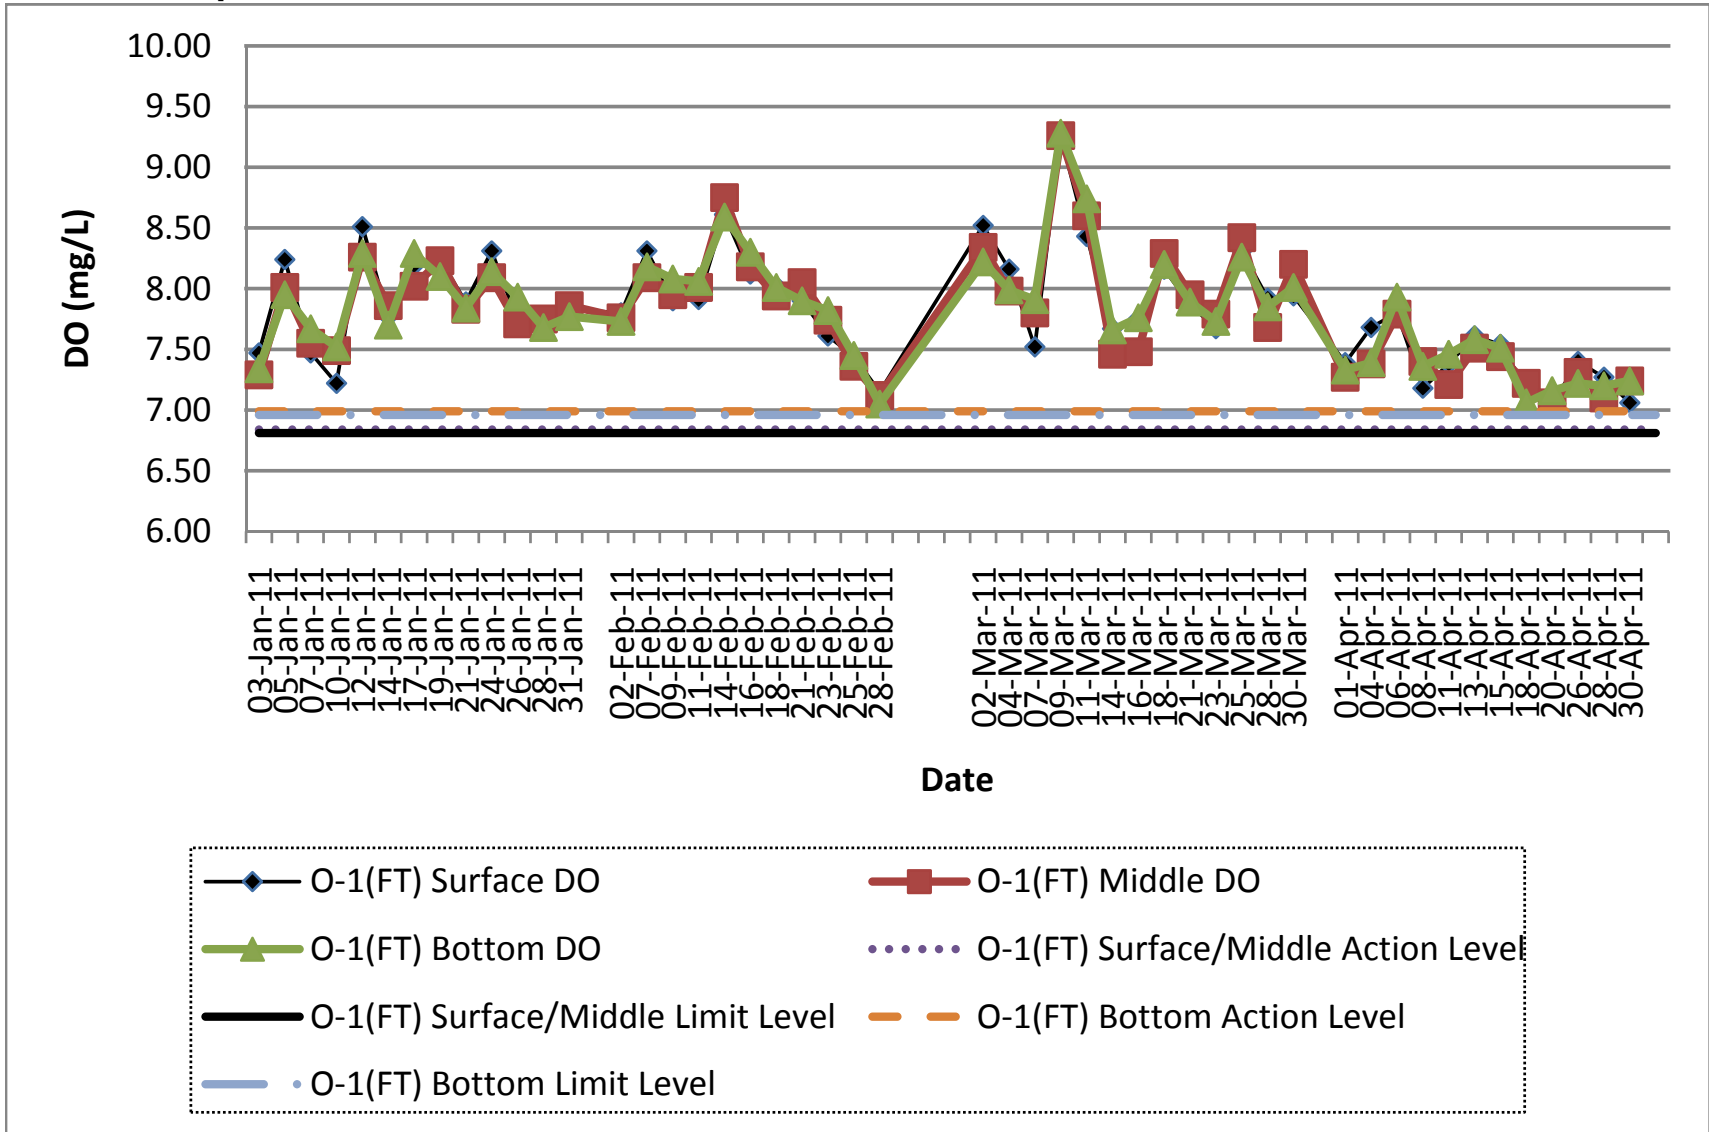 10.00
9.50
9.00
8.50
8.00
7.50
7.00
6.50
6.00
DO (mg/L)
03-Jan-11
05-Jan-11
07-Jan-11
10-Jan-11
12-Jan-11
14-Jan-11
17-Jan-11
19-Jan-11
21-Jan-11
24-Jan-11
26-Jan-11
28-Jan-11
31-Jan-11
02-Feb-11
07-Feb-11
09-Feb-11
11-Feb-11
14-Feb-11
16-Feb-11
18-Feb-11
21-Feb-11
23-Feb-11
25-Feb-11
28-Feb-11
02-Mar-11
04-Mar-11
07-Mar-11
09-Mar-11
11-Mar-11
14-Mar-11
16-Mar-11
18-Mar-11
21-Mar-11
23-Mar-11
25-Mar-11
28-Mar-11
30-Mar-11
01-Apr-11
04-Apr-11
06-Apr-11
08-Apr-11
11-Apr-11
13-Apr-11
15-Apr-11
18-Apr-11
20-Apr-11
26-Apr-11
28-Apr-11
30-Apr-11
Date
O-1(FT) Surface DO
O-1(FT) Middle DO
O-1(FT) Bottom DO
O-1(FT) Surface/Middle Action Level
O-1(FT) Surface/Middle Limit Level
O-1(FT) Bottom Action Level
O-1(FT) Bottom Limit Level